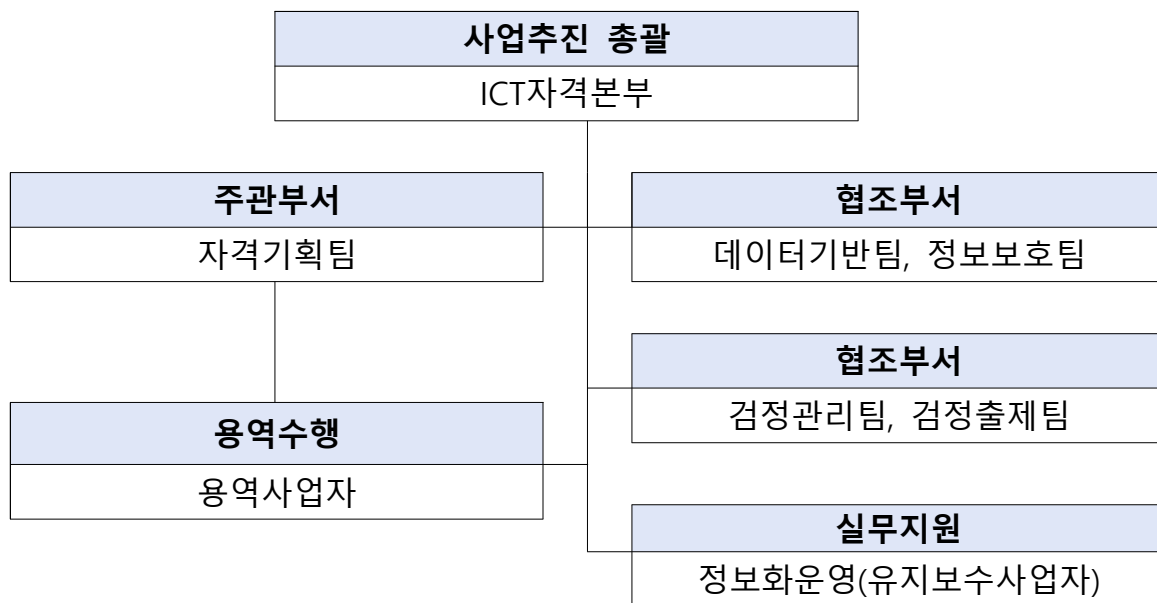 사업추진 총괄
ICT자격본부
주관부서
자격기획팀
협조부서
데이터기반팀, 정보보호팀
협조부서
검정관리팀, 검정출제팀
용역수행
용역사업자
실무지원
정보화운영(유지보수사업자)